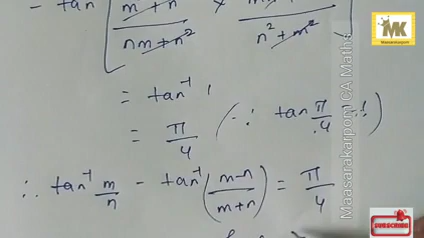 - tan [ m+n / nm+n² × / n²+m² ]
MK
= tan⁻¹ 1
= π/4 (∵ tan π/4 = 1)
∴ tan⁻¹ m/n - tan⁻¹ (m-n / m+n) = π/4
Maasarakarpom CA Maths
SUBSCRIBE